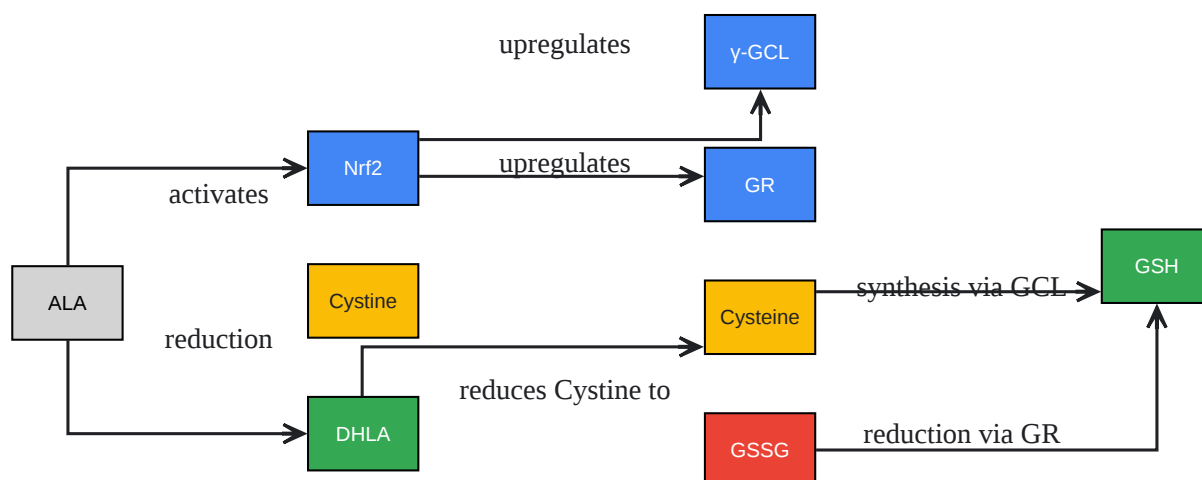 upregulates
γ-GCL
Nrf2
upregulates
GR
activates
ALA
Cystine
reduction
Cysteine
synthesis via GCL
GSH
reduces Cystine to
DHLA
GSSG
reduction via GR